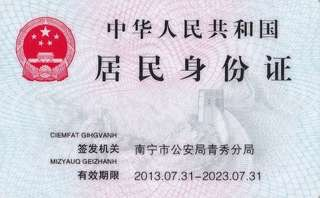 中华人民共和国
居民身份证
CIEMFAT GIHGVANH
签发机关 南宁市公安局青秀分局
MIZYAUQ GEIZHANH
有效期限 2013.07.31-2023.07.31